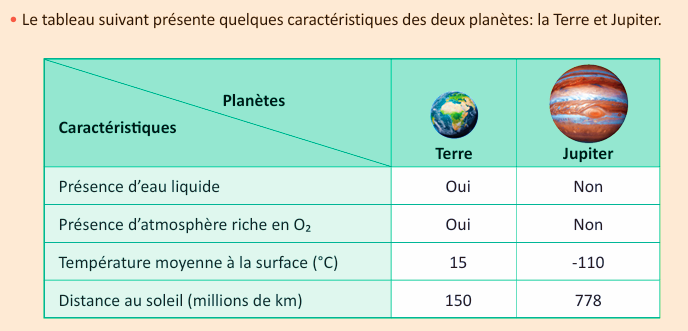 • Le tableau suivant présente quelques caractéristiques des deux planètes: la Terre et Jupiter.
Planètes
Caractéristiques
Terre Jupiter
Présence d'eau liquide Oui Non
Présence d'atmosphère riche en O₂ Oui Non
Température moyenne à la surface (°C) 15 -110
Distance au soleil (millions de km) 150 778